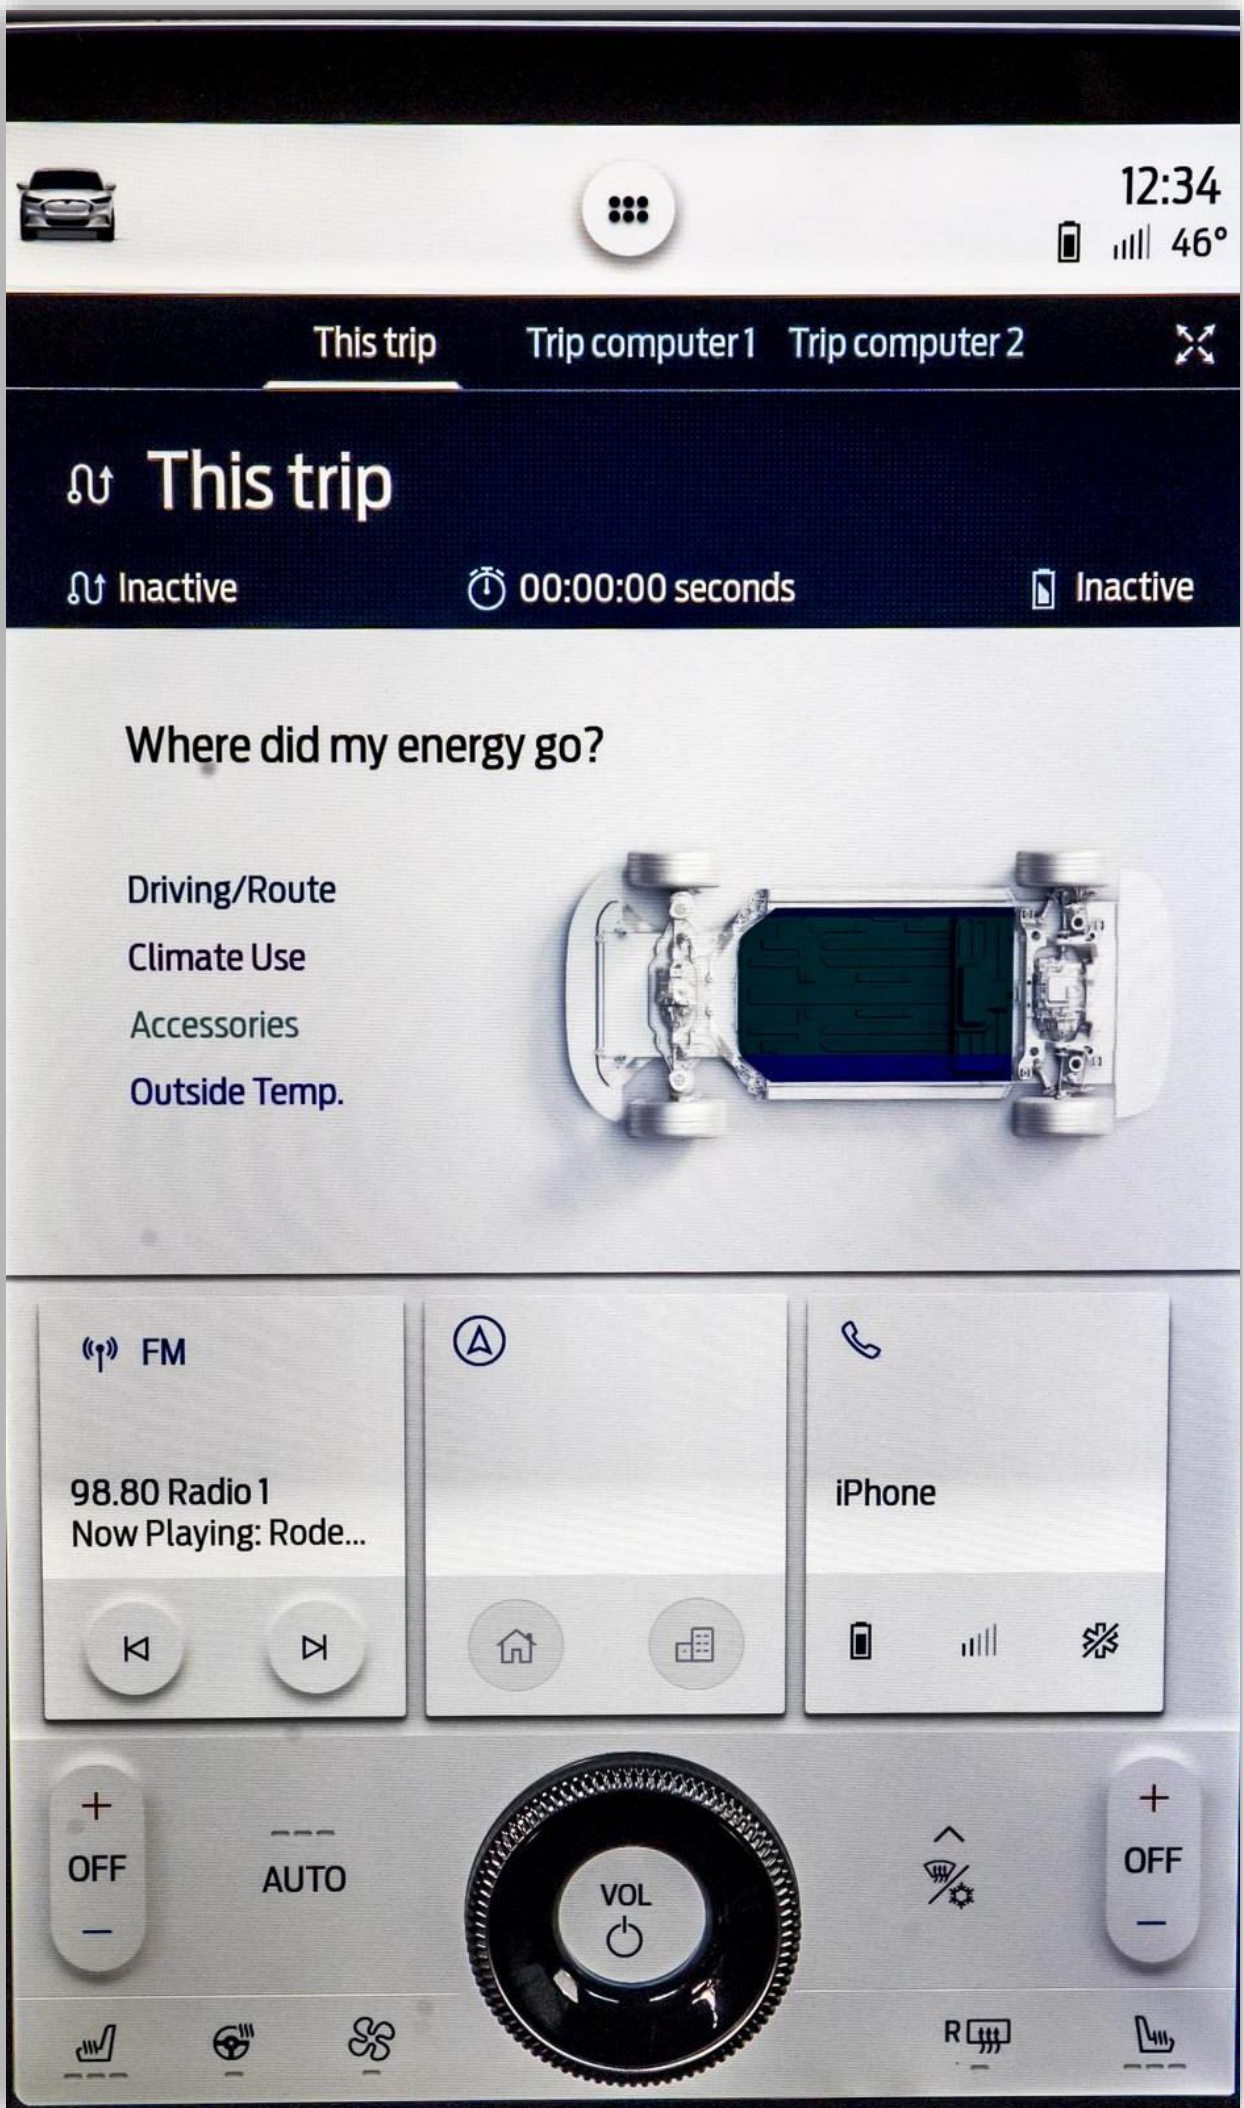 12:34
46°
This trip
Trip computer 1
Trip computer 2
This trip
Inactive
00:00:00 seconds
Inactive
Where did my energy go?
Driving/Route
Climate Use
Accessories
Outside Temp.
FM
98.80 Radio 1
Now Playing: Rode...
iPhone
+
OFF
−
AUTO
VOL
+
OFF
−
R